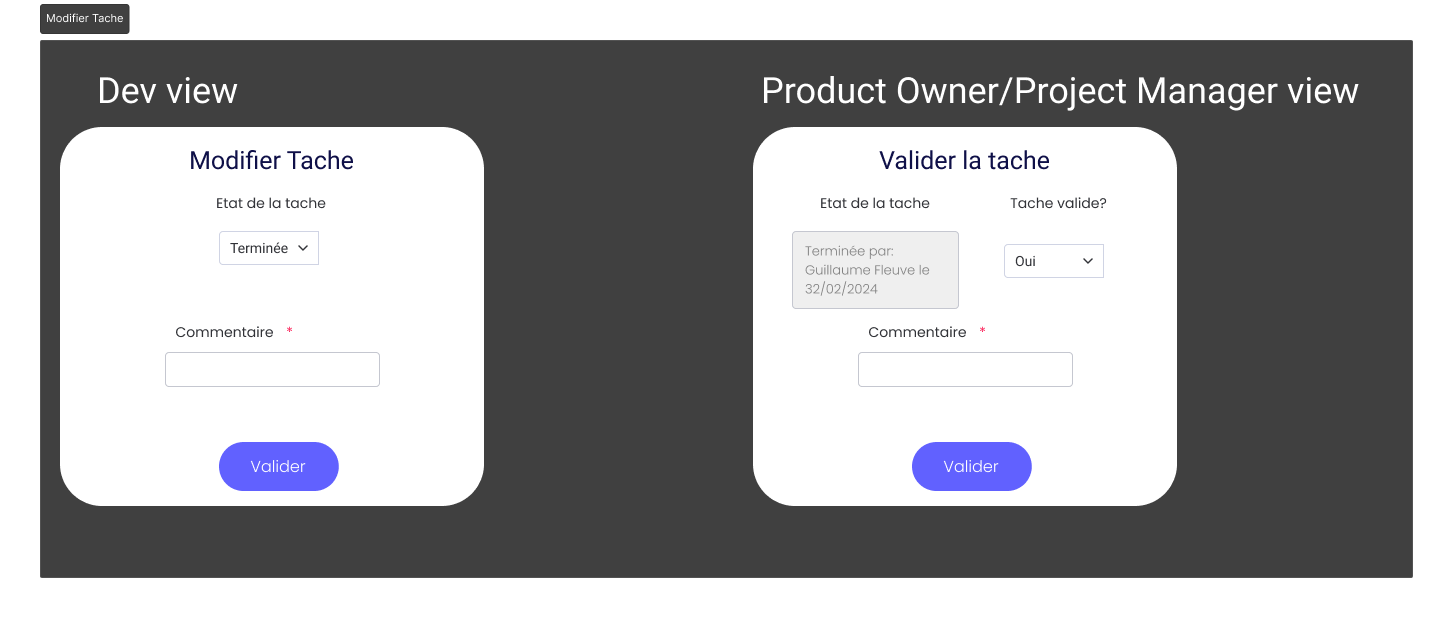 Modifier Tache
Dev view
Product Owner/Project Manager view
Modifier Tache
Etat de la tache
Terminée
Commentaire *
Valider
Valider la tache
Etat de la tache
Tache valide?
Terminée par:
Guillaume Fleuve le
32/02/2024
Oui
Commentaire *
Valider